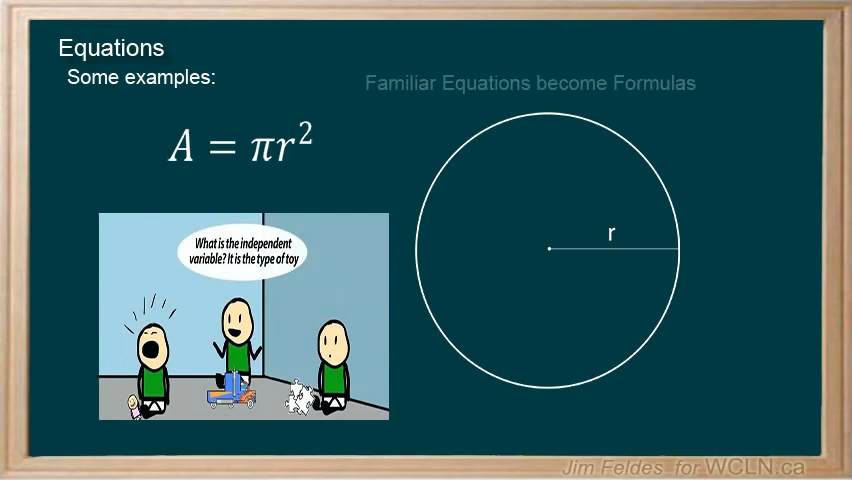 Equations
Some examples:
Familiar Equations become Formulas
A = πr²
r
What is the independent
variable? It is the type of toy
Jim Feldes for WCLN.ca